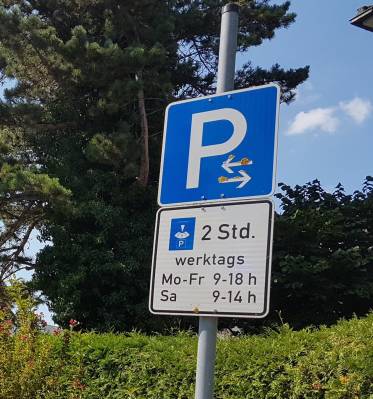 P
P 2 Std.
werktags
Mo-Fr 9-18 h
Sa 9-14 h